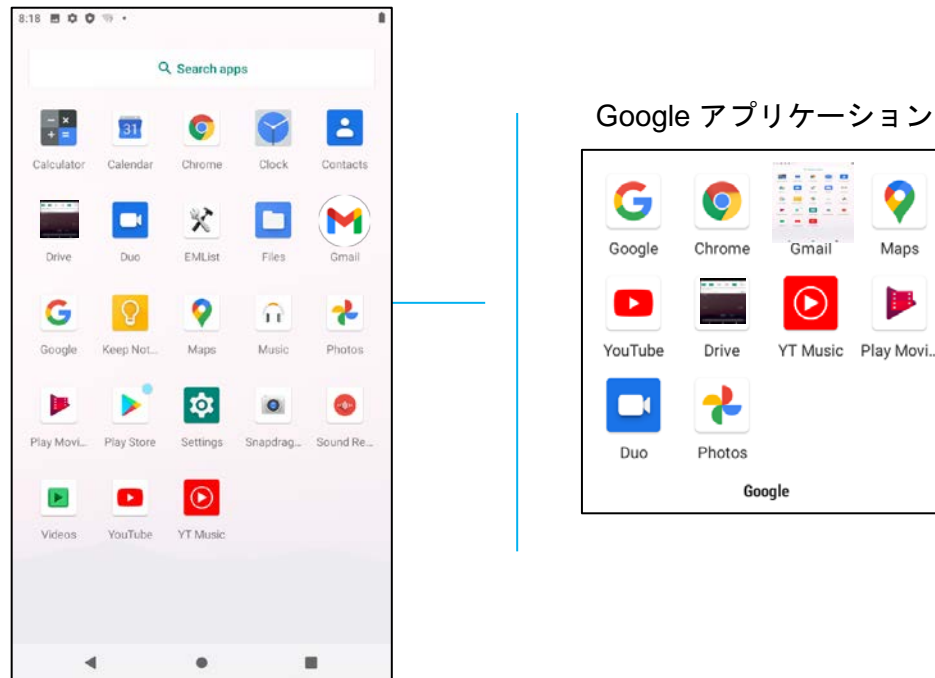 8:18
Search apps
Calculator Calendar Chrome Clock Contacts
Drive Duo EMList Files Gmail
Google Keep Not... Maps Music Photos
Play Movi... Play Store Settings Snapdrag... Sound Re...
Videos YouTube YT Music
Google アプリケーション
Google Chrome Gmail Maps
YouTube Drive YT Music Play Movi..
Duo Photos
Google